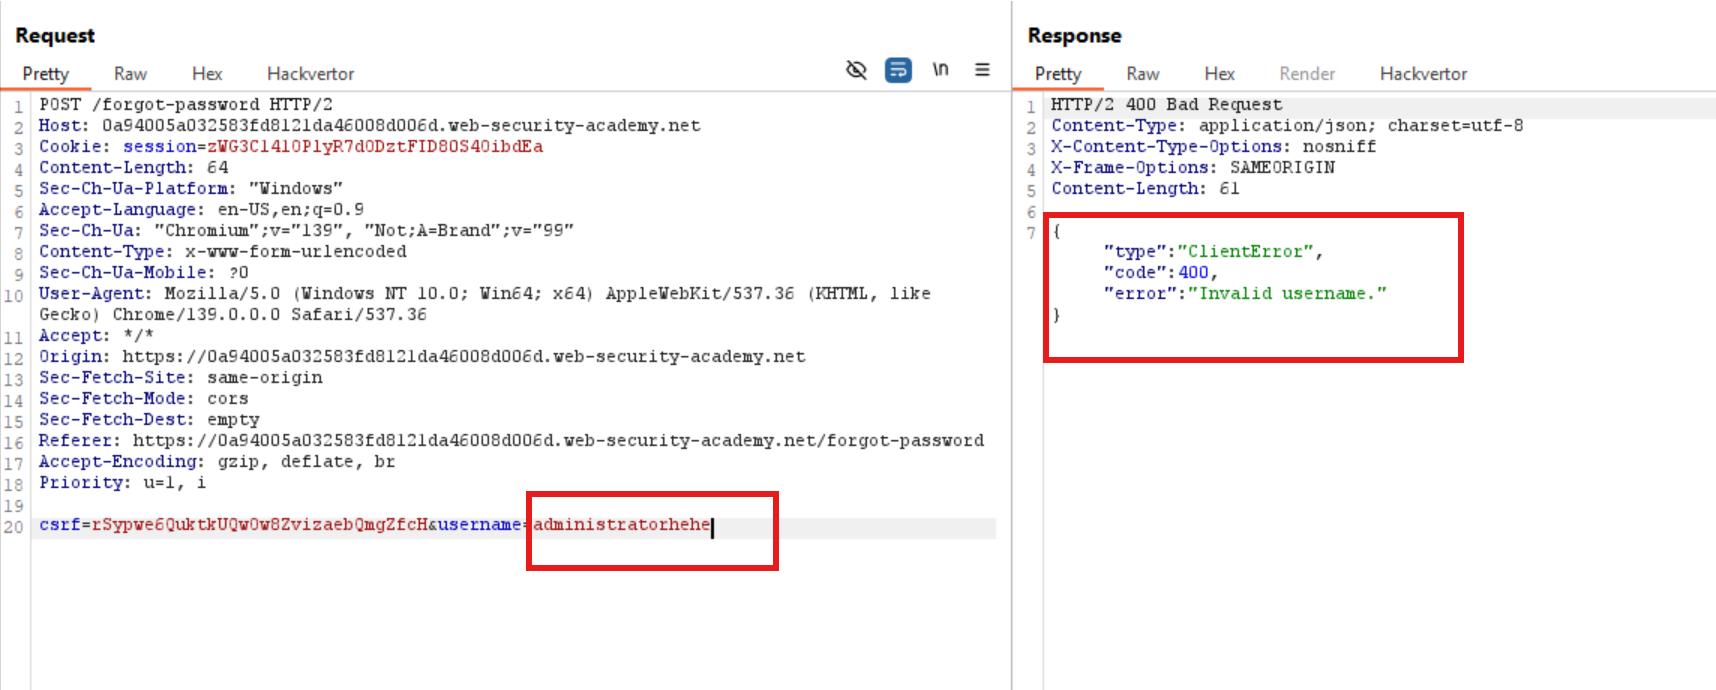 Request
Pretty Raw Hex Hackvertor \n
1 POST /forgot-password HTTP/2
2 Host: 0a94005a032583fd8121da46008d006d.web-security-academy.net
3 Cookie: session=zWG3C14l0PlyR7d0DztFID80S40ibdEa
4 Content-Length: 64
5 Sec-Ch-Ua-Platform: "Windows"
6 Accept-Language: en-US,en;q=0.9
7 Sec-Ch-Ua: "Chromium";v="139", "Not;A=Brand";v="99"
8 Content-Type: x-www-form-urlencoded
9 Sec-Ch-Ua-Mobile: ?0
10 User-Agent: Mozilla/5.0 (Windows NT 10.0; Win64; x64) AppleWebKit/537.36 (KHTML, like
Gecko) Chrome/139.0.0.0 Safari/537.36
11 Accept: */*
12 Origin: https://0a94005a032583fd8121da46008d006d.web-security-academy.net
13 Sec-Fetch-Site: same-origin
14 Sec-Fetch-Mode: cors
15 Sec-Fetch-Dest: empty
16 Referer: https://0a94005a032583fd8121da46008d006d.web-security-academy.net/forgot-password
17 Accept-Encoding: gzip, deflate, br
18 Priority: u=1, i
19
20 csrf=rSypwe6QuktkUQw0w8ZvizaebQmgZfcH&username=administratorhehe
Response
Pretty Raw Hex Render Hackvertor
1 HTTP/2 400 Bad Request
2 Content-Type: application/json; charset=utf-8
3 X-Content-Type-Options: nosniff
4 X-Frame-Options: SAMEORIGIN
5 Content-Length: 61
6
7 {
"type":"ClientError",
"code":400,
"error":"Invalid username."
}